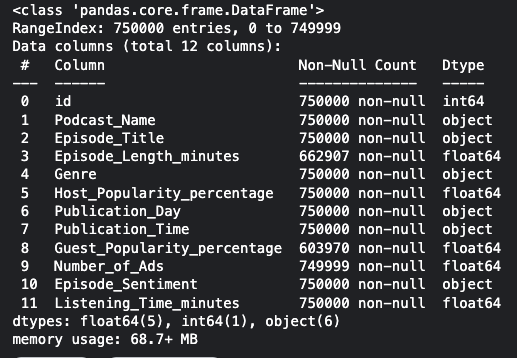 <class 'pandas.core.frame.DataFrame'>
RangeIndex: 750000 entries, 0 to 749999
Data columns (total 12 columns):
 #   Column                       Non-Null Count   Dtype
---  ------                       --------------   -----
 0   id                           750000 non-null  int64
 1   Podcast_Name                 750000 non-null  object
 2   Episode_Title                750000 non-null  object
 3   Episode_Length_minutes       662907 non-null  float64
 4   Genre                        750000 non-null  object
 5   Host_Popularity_percentage   750000 non-null  float64
 6   Publication_Day              750000 non-null  object
 7   Publication_Time             750000 non-null  object
 8   Guest_Popularity_percentage  603970 non-null  float64
 9   Number_of_Ads                749999 non-null  float64
 10  Episode_Sentiment            750000 non-null  object
 11  Listening_Time_minutes       750000 non-null  float64
dtypes: float64(5), int64(1), object(6)
memory usage: 68.7+ MB